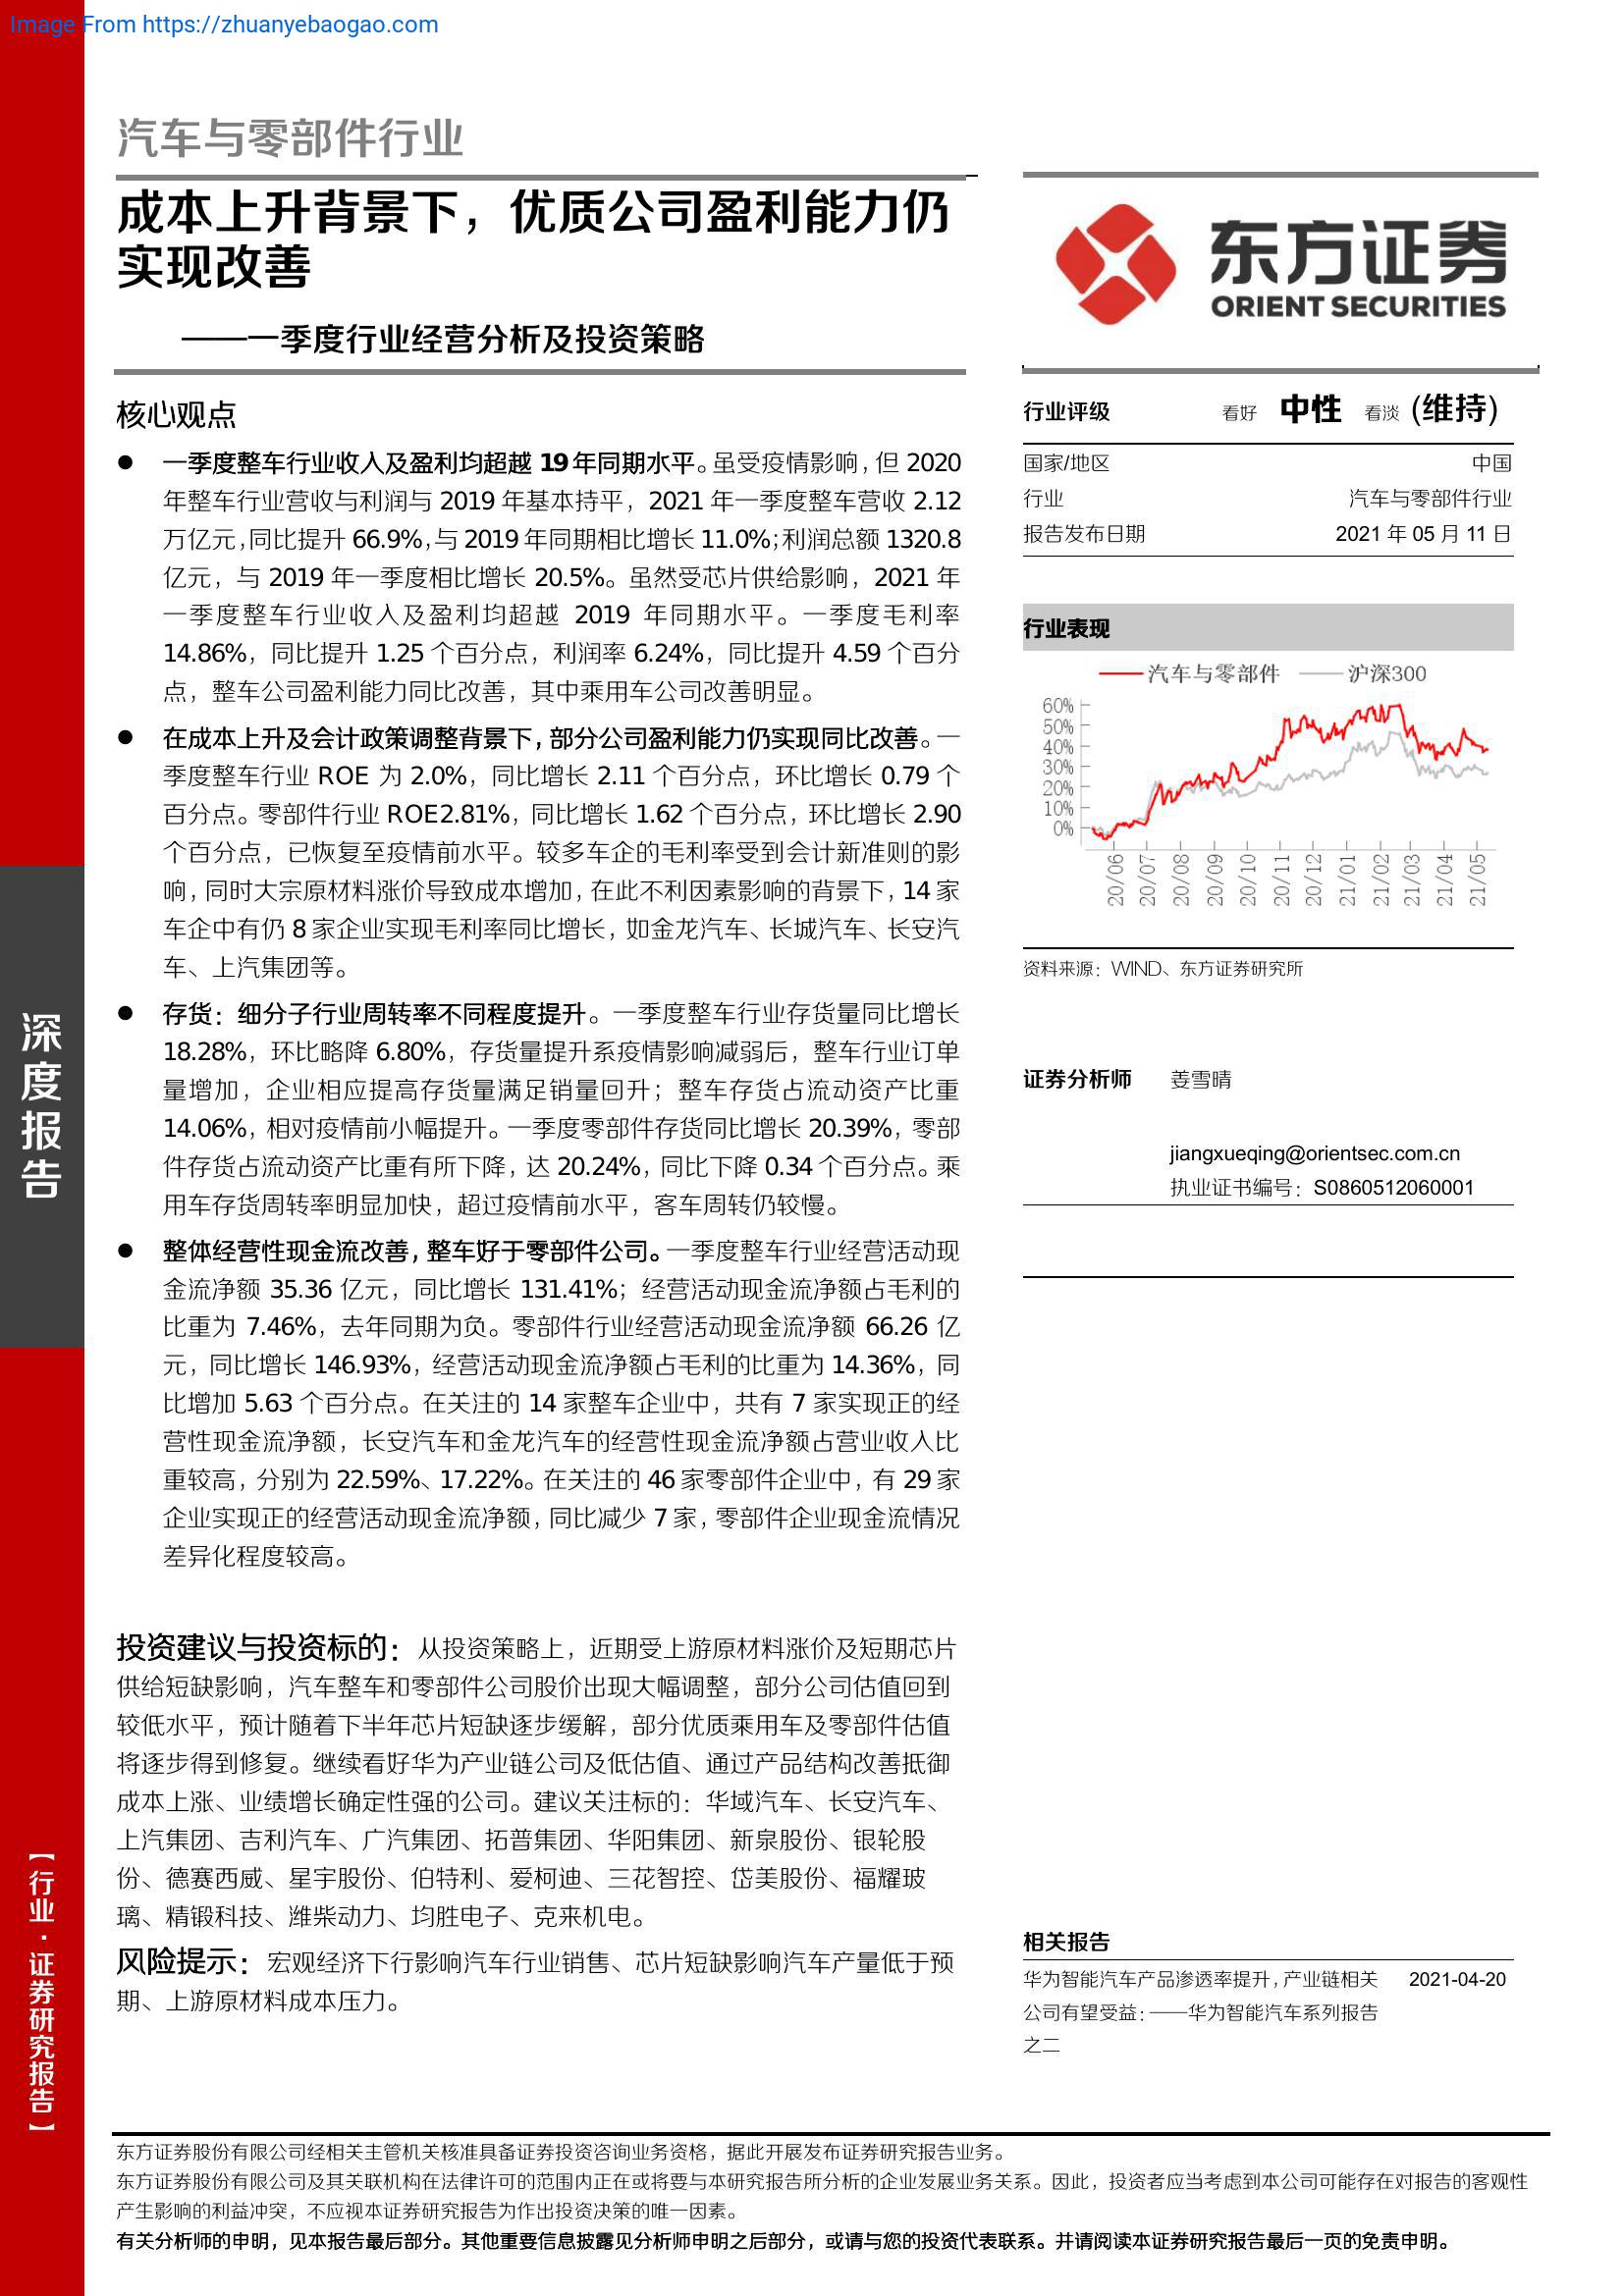 Image From https://zhuanyebaogao.com
汽车与零部件行业
成本上升背景下，优质公司盈利能力仍
实现改善
——一季度行业经营分析及投资策略
东方证券
ORIENT SECURITIES
核心观点
● 一季度整车行业收入及盈利均超越 19 年同期水平。虽受疫情影响，但 2020
年整车行业营收与利润与 2019 年基本持平，2021 年一季度整车营收 2.12
万亿元，同比提升 66.9%，与 2019 年同期相比增长 11.0%；利润总额 1320.8
亿元，与 2019 年一季度相比增长 20.5%。虽然受芯片供给影响，2021 年
一季度整车行业收入及盈利均超越 2019 年同期水平。一季度毛利率
14.86%，同比提升 1.25 个百分点，利润率 6.24%，同比提升 4.59 个百分
点，整车公司盈利能力同比改善，其中乘用车公司改善明显。
● 在成本上升及会计政策调整背景下，部分公司盈利能力仍实现同比改善。一
季度整车行业 ROE 为 2.0%，同比增长 2.11 个百分点，环比增长 0.79 个
百分点。零部件行业 ROE2.81%，同比增长 1.62 个百分点，环比增长 2.90
个百分点，已恢复至疫情前水平。较多车企的毛利率受到会计新准则的影
响，同时大宗原材料涨价导致成本增加，在此不利因素影响的背景下，14 家
车企中有仍 8 家企业实现毛利率同比增长，如金龙汽车、长城汽车、长安汽
车、上汽集团等。
● 存货：细分子行业周转率不同程度提升。一季度整车行业存货量同比增长
18.28%，环比略降 6.80%，存货量提升系疫情影响减弱后，整车行业订单
量增加，企业相应提高存货量满足销量回升；整车存货占流动资产比重
14.06%，相对疫情前小幅提升。一季度零部件存货同比增长 20.39%，零部
件存货占流动资产比重有所下降，达 20.24%，同比下降 0.34 个百分点。乘
用车存货周转率明显加快，超过疫情前水平，客车周转仍较慢。
● 整体经营性现金流改善，整车好于零部件公司。一季度整车行业经营活动现
金流净额 35.36 亿元，同比增长 131.41%；经营活动现金流净额占毛利的
比重为 7.46%，去年同期为负。零部件行业经营活动现金流净额 66.26 亿
元，同比增长 146.93%，经营活动现金流净额占毛利的比重为 14.36%，同
比增加 5.63 个百分点。在关注的 14 家整车企业中，共有 7 家实现正的经
营性现金流净额，长安汽车和金龙汽车的经营性现金流净额占营业收入比
重较高，分别为 22.59%、17.22%。在关注的 46 家零部件企业中，有 29 家
企业实现正的经营活动现金流净额，同比减少 7 家，零部件企业现金流情况
差异化程度较高。
投资建议与投资标的：从投资策略上，近期受上游原材料涨价及短期芯片
供给短缺影响，汽车整车和零部件公司股价出现大幅调整，部分公司估值回到
较低水平，预计随着下半年芯片短缺逐步缓解，部分优质乘用车及零部件估值
将逐步得到修复。继续看好华为产业链公司及低估值、通过产品结构改善抵御
成本上涨、业绩增长确定性强的公司。建议关注标的：华域汽车、长安汽车、
上汽集团、吉利汽车、广汽集团、拓普集团、华阳集团、新泉股份、银轮股
份、德赛西威、星宇股份、伯特利、爱柯迪、三花智控、岱美股份、福耀玻
璃、精锻科技、潍柴动力、均胜电子、克来机电。
风险提示：宏观经济下行影响汽车行业销售、芯片短缺影响汽车产量低于预
期、上游原材料成本压力。
行业评级 看好 中性 看淡 (维持)
国家/地区 中国
行业 汽车与零部件行业
报告发布日期 2021 年 05 月 11 日
行业表现
汽车与零部件 沪深300
60%
50%
40%
30%
20%
10%
0%
20/06 20/07 20/08 20/09 20/10 20/11 20/12 21/01 21/02 21/03 21/04 21/05
资料来源：WIND、东方证券研究所
证券分析师 姜雪晴
jiangxueqing@orientsec.com.cn
执业证书编号：S0860512060001
相关报告
华为智能汽车产品渗透率提升，产业链相关 2021-04-20
公司有望受益：——华为智能汽车系列报告
之二
深度报告
【行业·证券研究报告】
东方证券股份有限公司经相关主管机关核准具备证券投资咨询业务资格，据此开展发布证券研究报告业务。
东方证券股份有限公司及其关联机构在法律许可的范围内正在或将要与本研究报告所分析的企业发展业务关系。因此，投资者应当考虑到本公司可能存在对报告的客观性
产生影响的利益冲突，不应视本证券研究报告为作出投资决策的唯一因素。
有关分析师的申明，见本报告最后部分。其他重要信息披露见分析师申明之后部分，或请与您的投资代表联系。并请阅读本证券研究报告最后一页的免责申明。